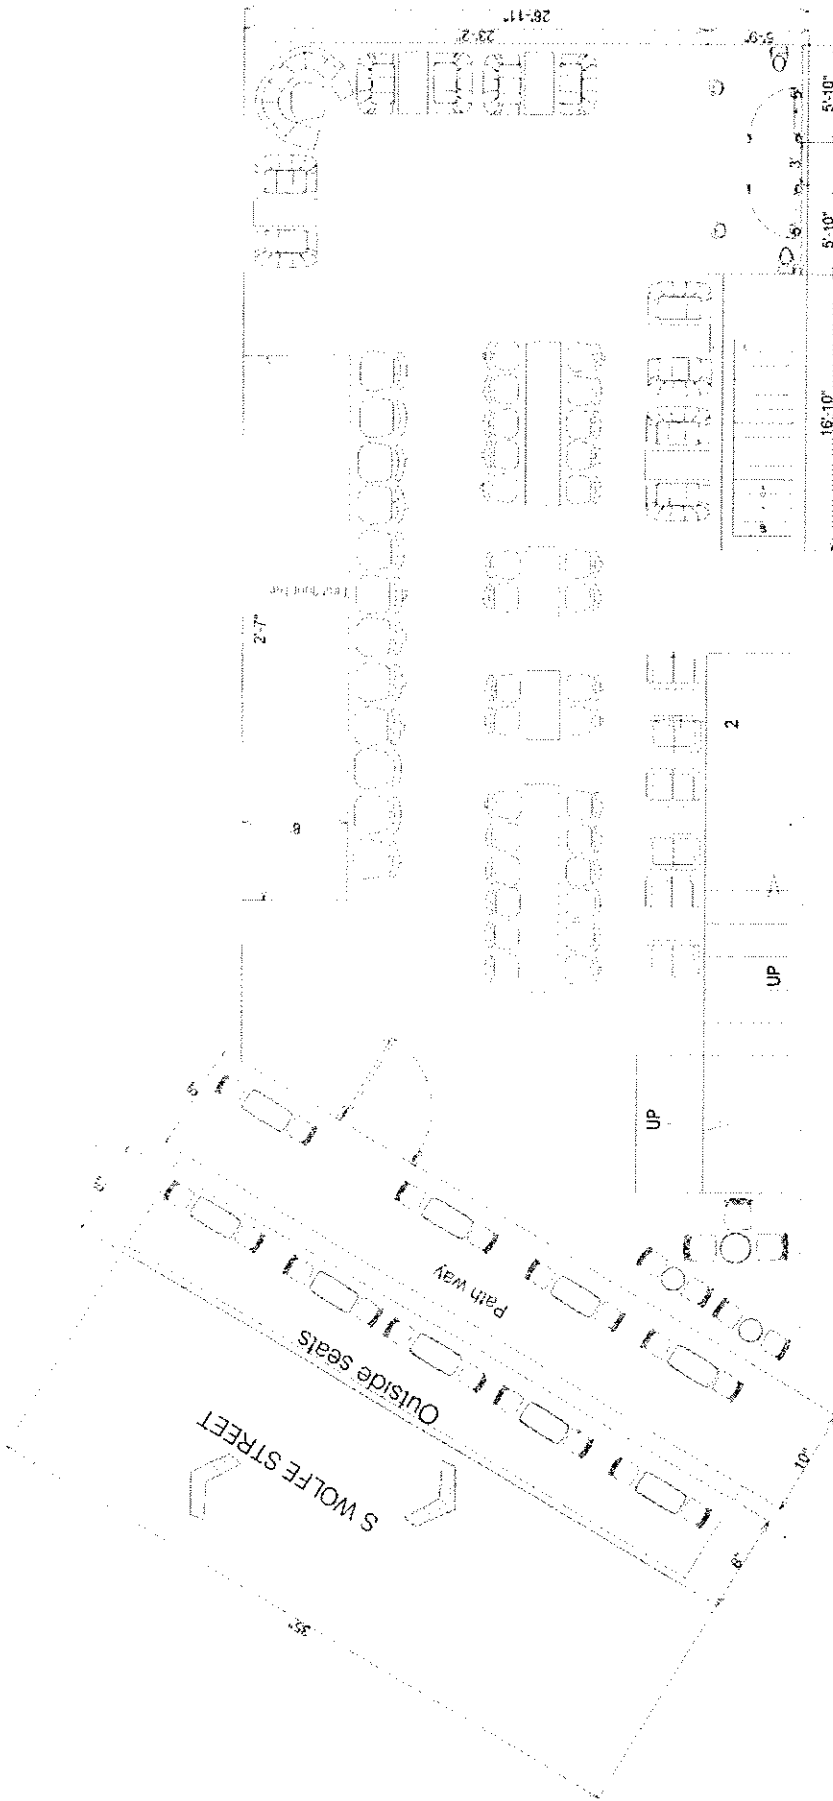 26'-11"
23'-2"
5'-9"
5'-10"
3'
5'
5'-10"
16'-10"
2'-7"
2
UP
UP
Path way
Outside seats
S WOLFE STREET
10"
8'
35'